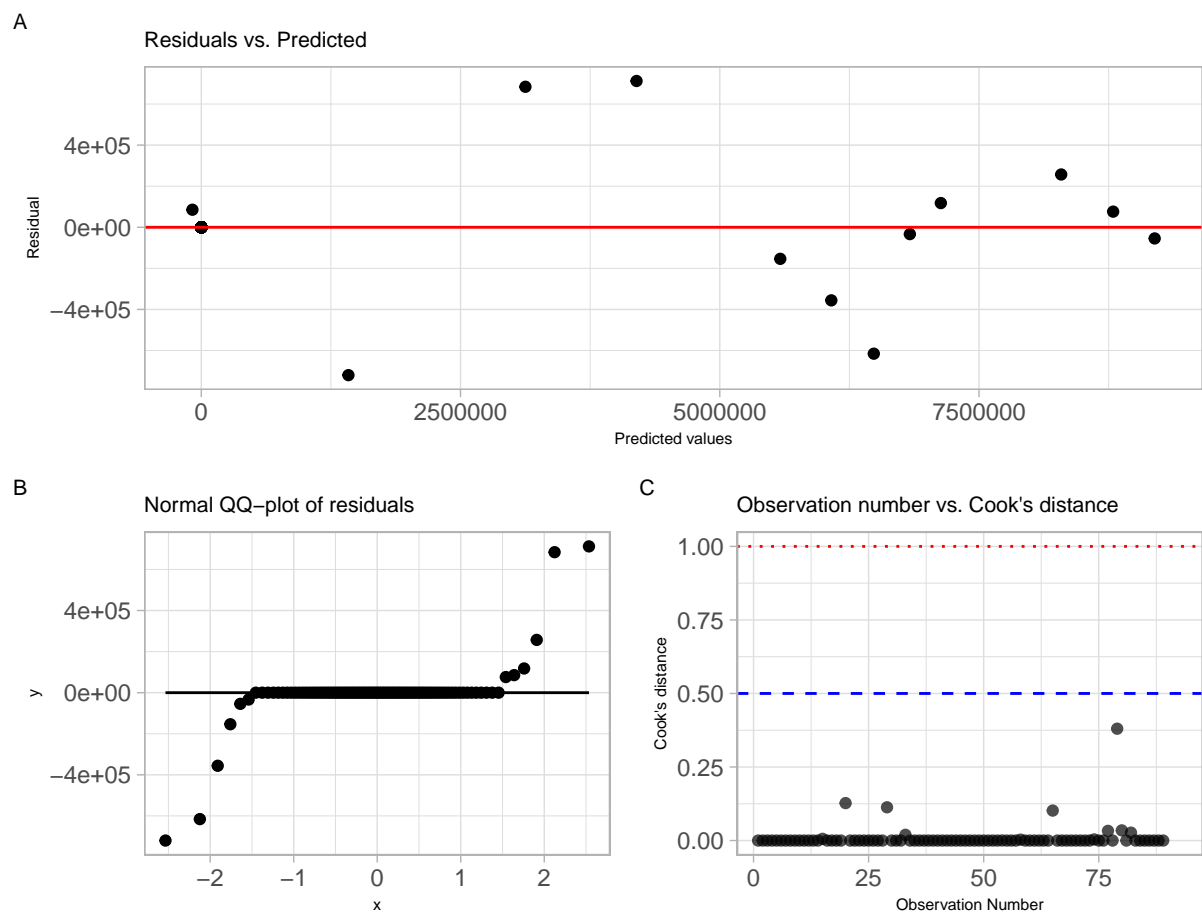 A
Residuals vs. Predicted
4e+05
0e+00
−4e+05
Residual
0 2500000 5000000 7500000
Predicted values
B
Normal QQ−plot of residuals
4e+05
0e+00
−4e+05
y
−2 −1 0 1 2
x
C
Observation number vs. Cook's distance
1.00
0.75
0.50
0.25
0.00
Cook's distance
0 25 50 75
Observation Number